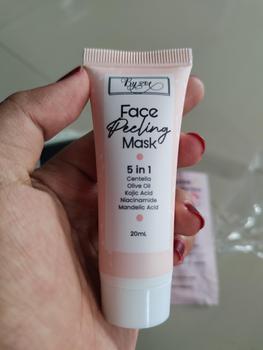 Face
Peeling
Mask
5 in 1
Centella
Olive Oil
Kojic Acid
Niacinamide
Mandelic Acid
20mL